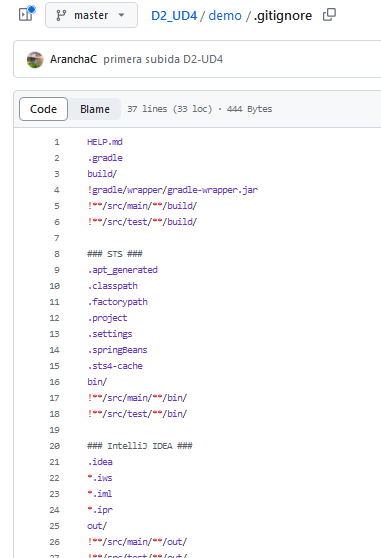 master
D2_UD4 / demo / .gitignore
AranchaC primera subida D2-UD4
Code Blame 37 lines (33 loc) · 444 Bytes
1 HELP.md
2 .gradle
3 build/
4 !gradle/wrapper/gradle-wrapper.jar
5 !**/src/main/**/build/
6 !**/src/test/**/build/
7
8 ### STS ###
9 .apt_generated
10 .classpath
11 .factorypath
12 .project
13 .settings
14 .springBeans
15 .sts4-cache
16 bin/
17 !**/src/main/**/bin/
18 !**/src/test/**/bin/
19
20 ### IntelliJ IDEA ###
21 .idea
22 *.iws
23 *.iml
24 *.ipr
25 out/
26 !**/src/main/**/out/
27 !**/src/test/**/out/